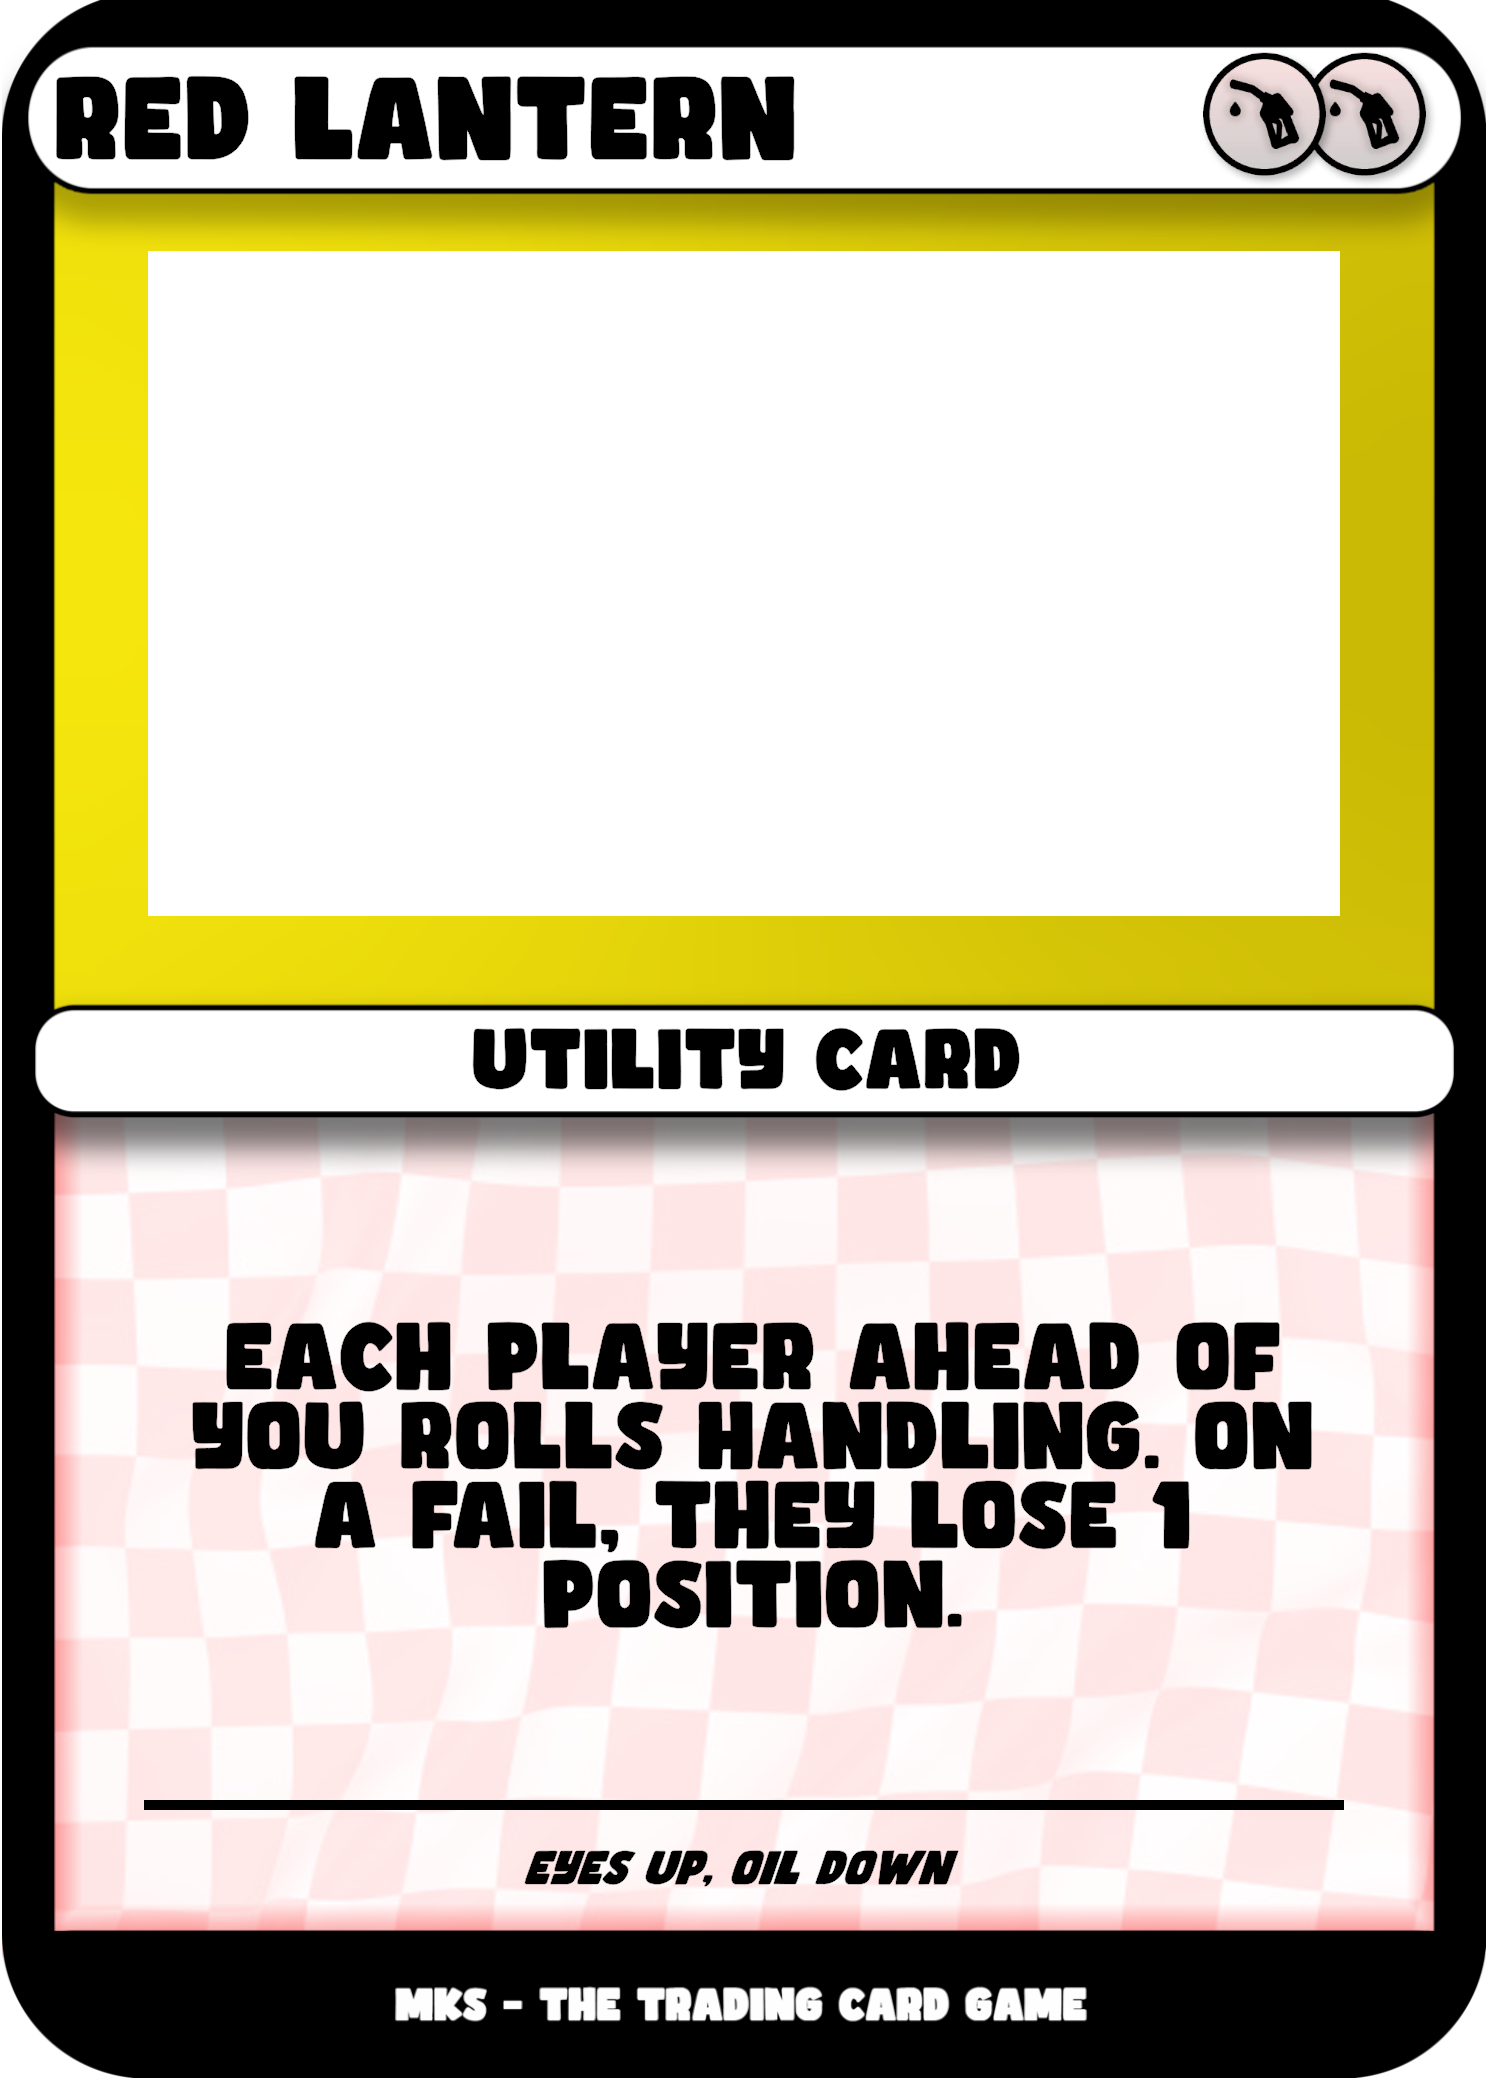 RED LANTERN
UTILITY CARD
EACH PLAYER AHEAD OF
YOU ROLLS HANDLING. ON
A FAIL, THEY LOSE 1
POSITION.
EYES UP, OIL DOWN
MKS - THE TRADING CARD GAME